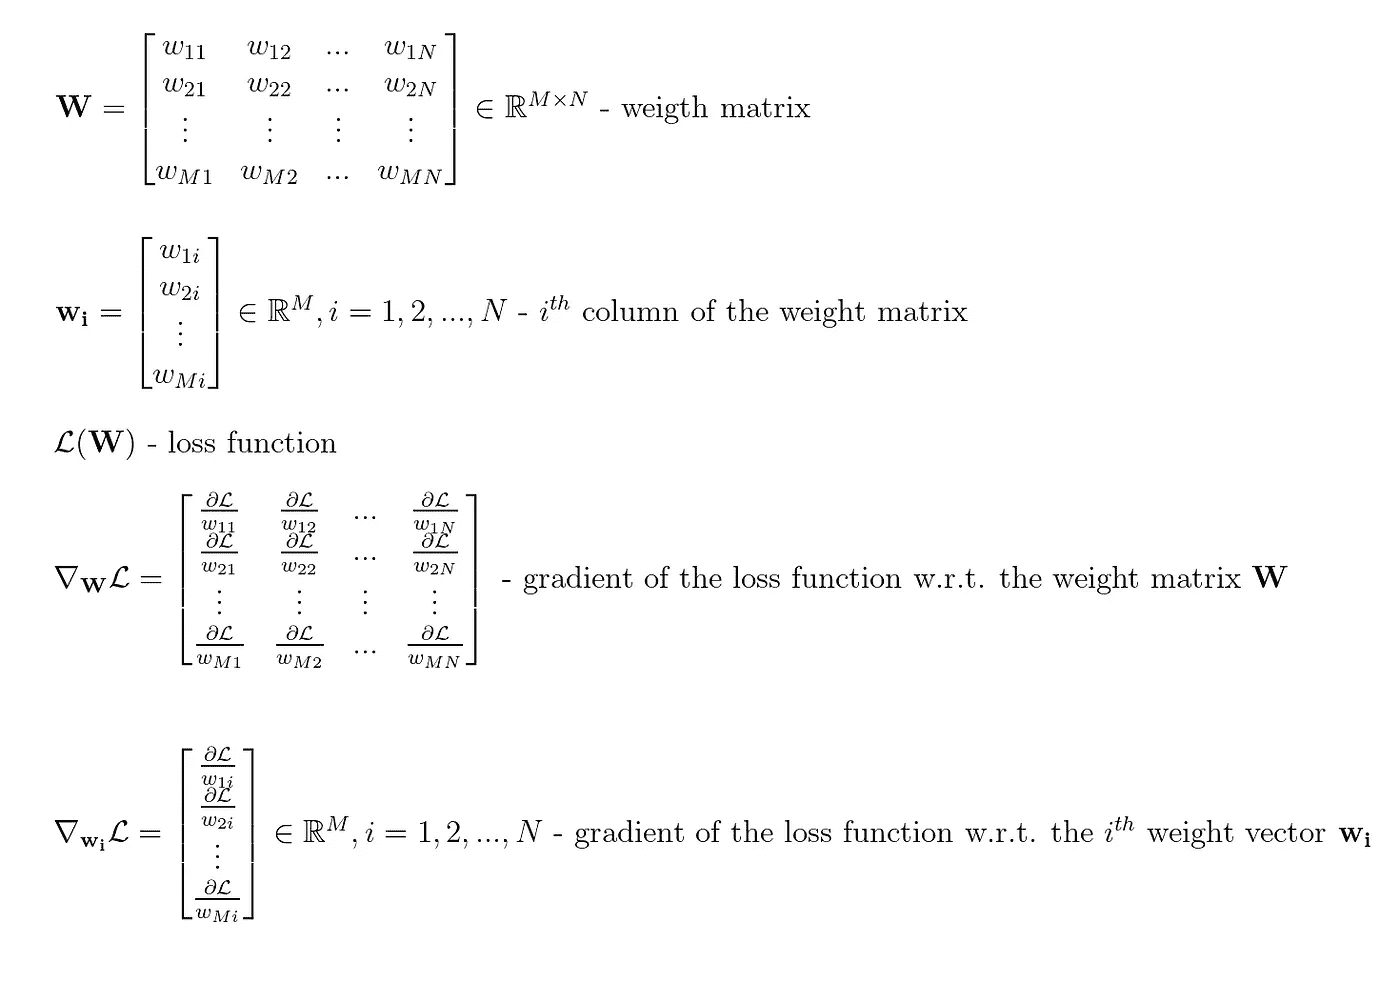 $\mathbf{W} = \begin{bmatrix} w_{11} & w_{12} & ... & w_{1N} \\ w_{21} & w_{22} & ... & w_{2N} \\ \vdots & \vdots & \vdots & \vdots \\ w_{M1} & w_{M2} & ... & w_{MN} \end{bmatrix} \in \mathbb{R}^{M \times N}$ - weigth matrix
$\mathbf{w_i} = \begin{bmatrix} w_{1i} \\ w_{2i} \\ \vdots \\ w_{Mi} \end{bmatrix} \in \mathbb{R}^{M}, i = 1, 2, ..., N$ - $i^{th}$ column of the weight matrix
$\mathcal{L}(\mathbf{W})$ - loss function
$\nabla_{\mathbf{W}} \mathcal{L} = \begin{bmatrix} \frac{\partial \mathcal{L}}{w_{11}} & \frac{\partial \mathcal{L}}{w_{12}} & ... & \frac{\partial \mathcal{L}}{w_{1N}} \\ \frac{\partial \mathcal{L}}{w_{21}} & \frac{\partial \mathcal{L}}{w_{22}} & ... & \frac{\partial \mathcal{L}}{w_{2N}} \\ \vdots & \vdots & \vdots & \vdots \\ \frac{\partial \mathcal{L}}{w_{M1}} & \frac{\partial \mathcal{L}}{w_{M2}} & ... & \frac{\partial \mathcal{L}}{w_{MN}} \end{bmatrix}$ - gradient of the loss function w.r.t. the weight matrix $\mathbf{W}$
$\nabla_{\mathbf{w_i}} \mathcal{L} = \begin{bmatrix} \frac{\partial \mathcal{L}}{w_{1i}} \\ \frac{\partial \mathcal{L}}{w_{2i}} \\ \vdots \\ \frac{\partial \mathcal{L}}{w_{Mi}} \end{bmatrix} \in \mathbb{R}^{M}, i = 1, 2, ..., N$ - gradient of the loss function w.r.t. the $i^{th}$ weight vector $\mathbf{w_i}$